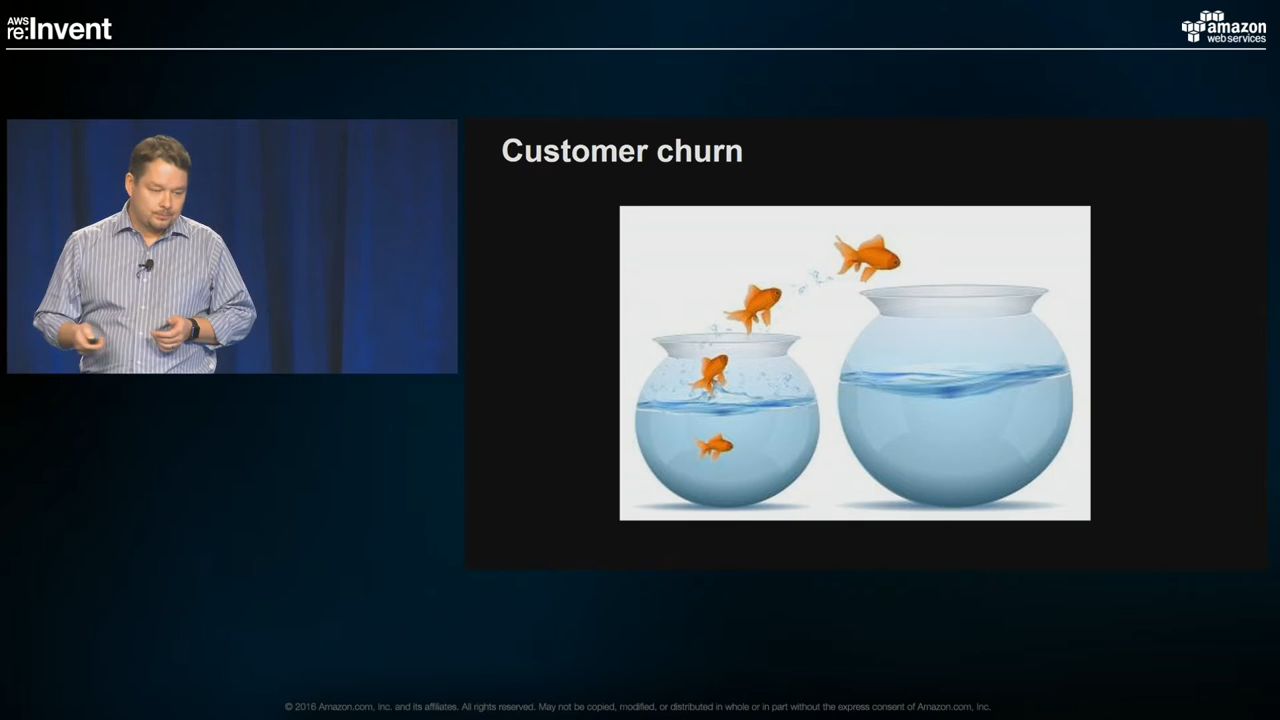 AWS
re:Invent
amazon
web services
Customer churn
© 2016 Amazon.com, Inc. and its affiliates. All rights reserved. May not be copied, modified, or distributed in whole or in part without the express consent of Amazon.com, Inc.